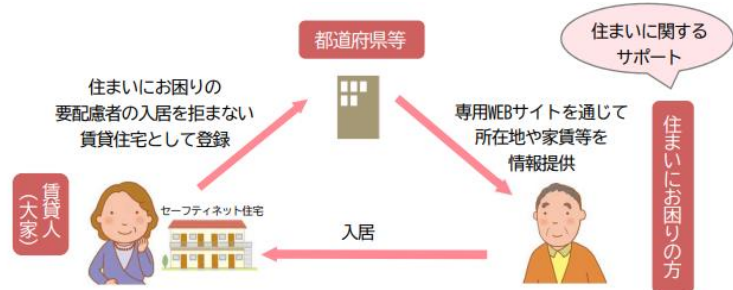 都道府県等
住まいに関する
サポート
住まいにお困りの
要配慮者の入居を拒まない
賃貸住宅として登録
専用WEBサイトを通じて
所在地や家賃等を
情報提供
賃貸人
（大家）
セーフティネット住宅
入居
住まいにお困りの方